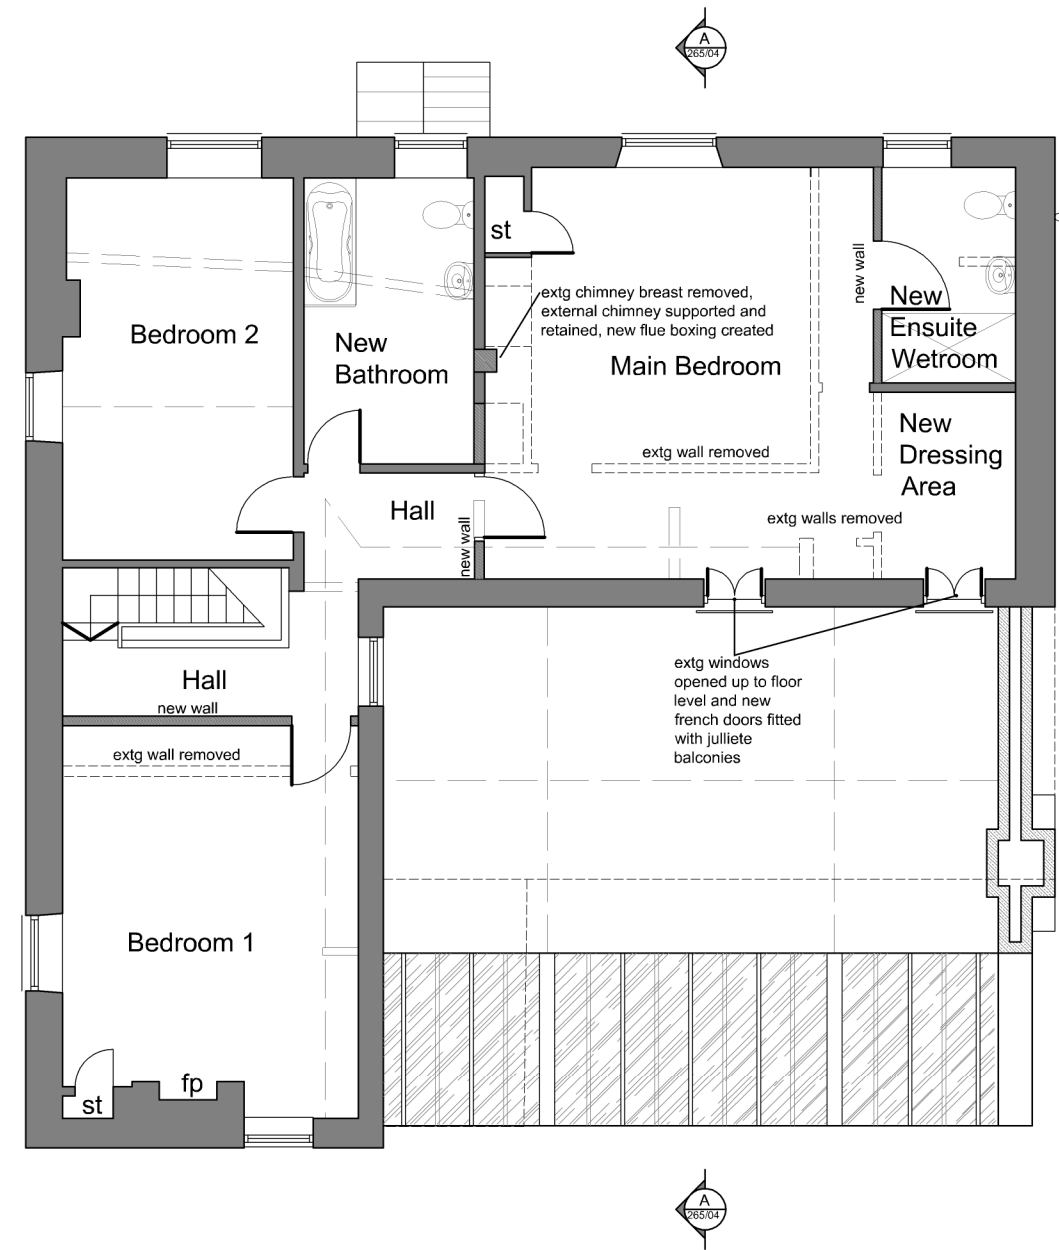 A
265/04
st
extg chimney breast removed,
external chimney supported and
retained, new flue boxing created
Bedroom 2
New
Bathroom
Main Bedroom
new wall
New
Ensuite
Wetroom
New
Dressing
Area
extg wall removed
Hall
new wall
extg walls removed
Hall
new wall
extg windows
opened up to floor
level and new
french doors fitted
with julliete
balconies
extg wall removed
Bedroom 1
fp
st
A
265/04